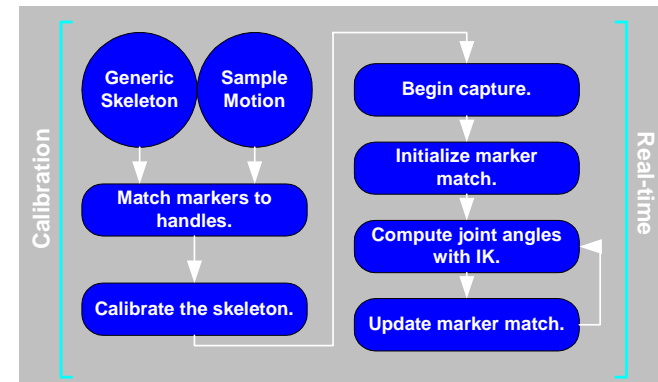 Calibration
Generic
Skeleton
Sample
Motion
Match markers to
handles.
Calibrate the skeleton.
Begin capture.
Initialize marker
match.
Compute joint angles
with IK.
Update marker match.
Real-time